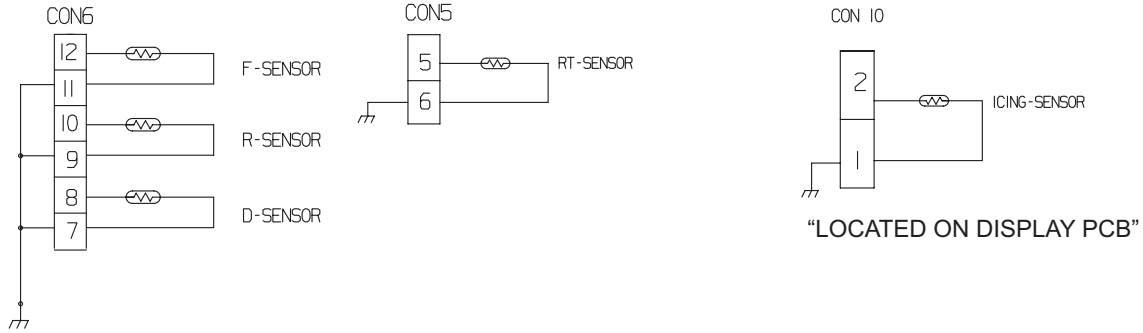 CON6
12
11
10
9
8
7
F-SENSOR
R-SENSOR
D-SENSOR
CON5
5
6
RT-SENSOR
CON 10
2
1
ICING-SENSOR
“LOCATED ON DISPLAY PCB”